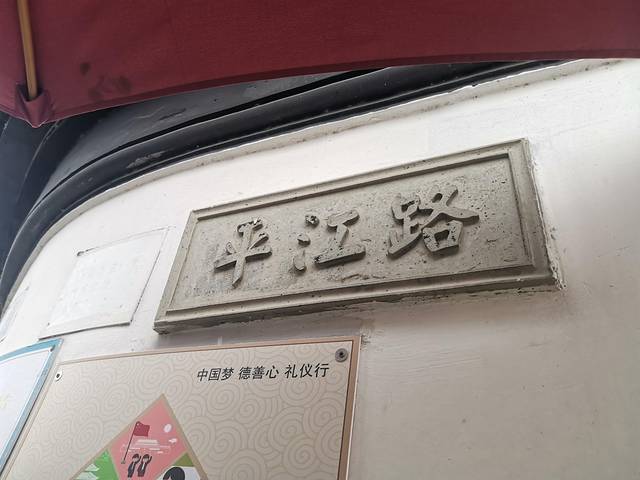 平江路
中国梦 德善心 礼仪行